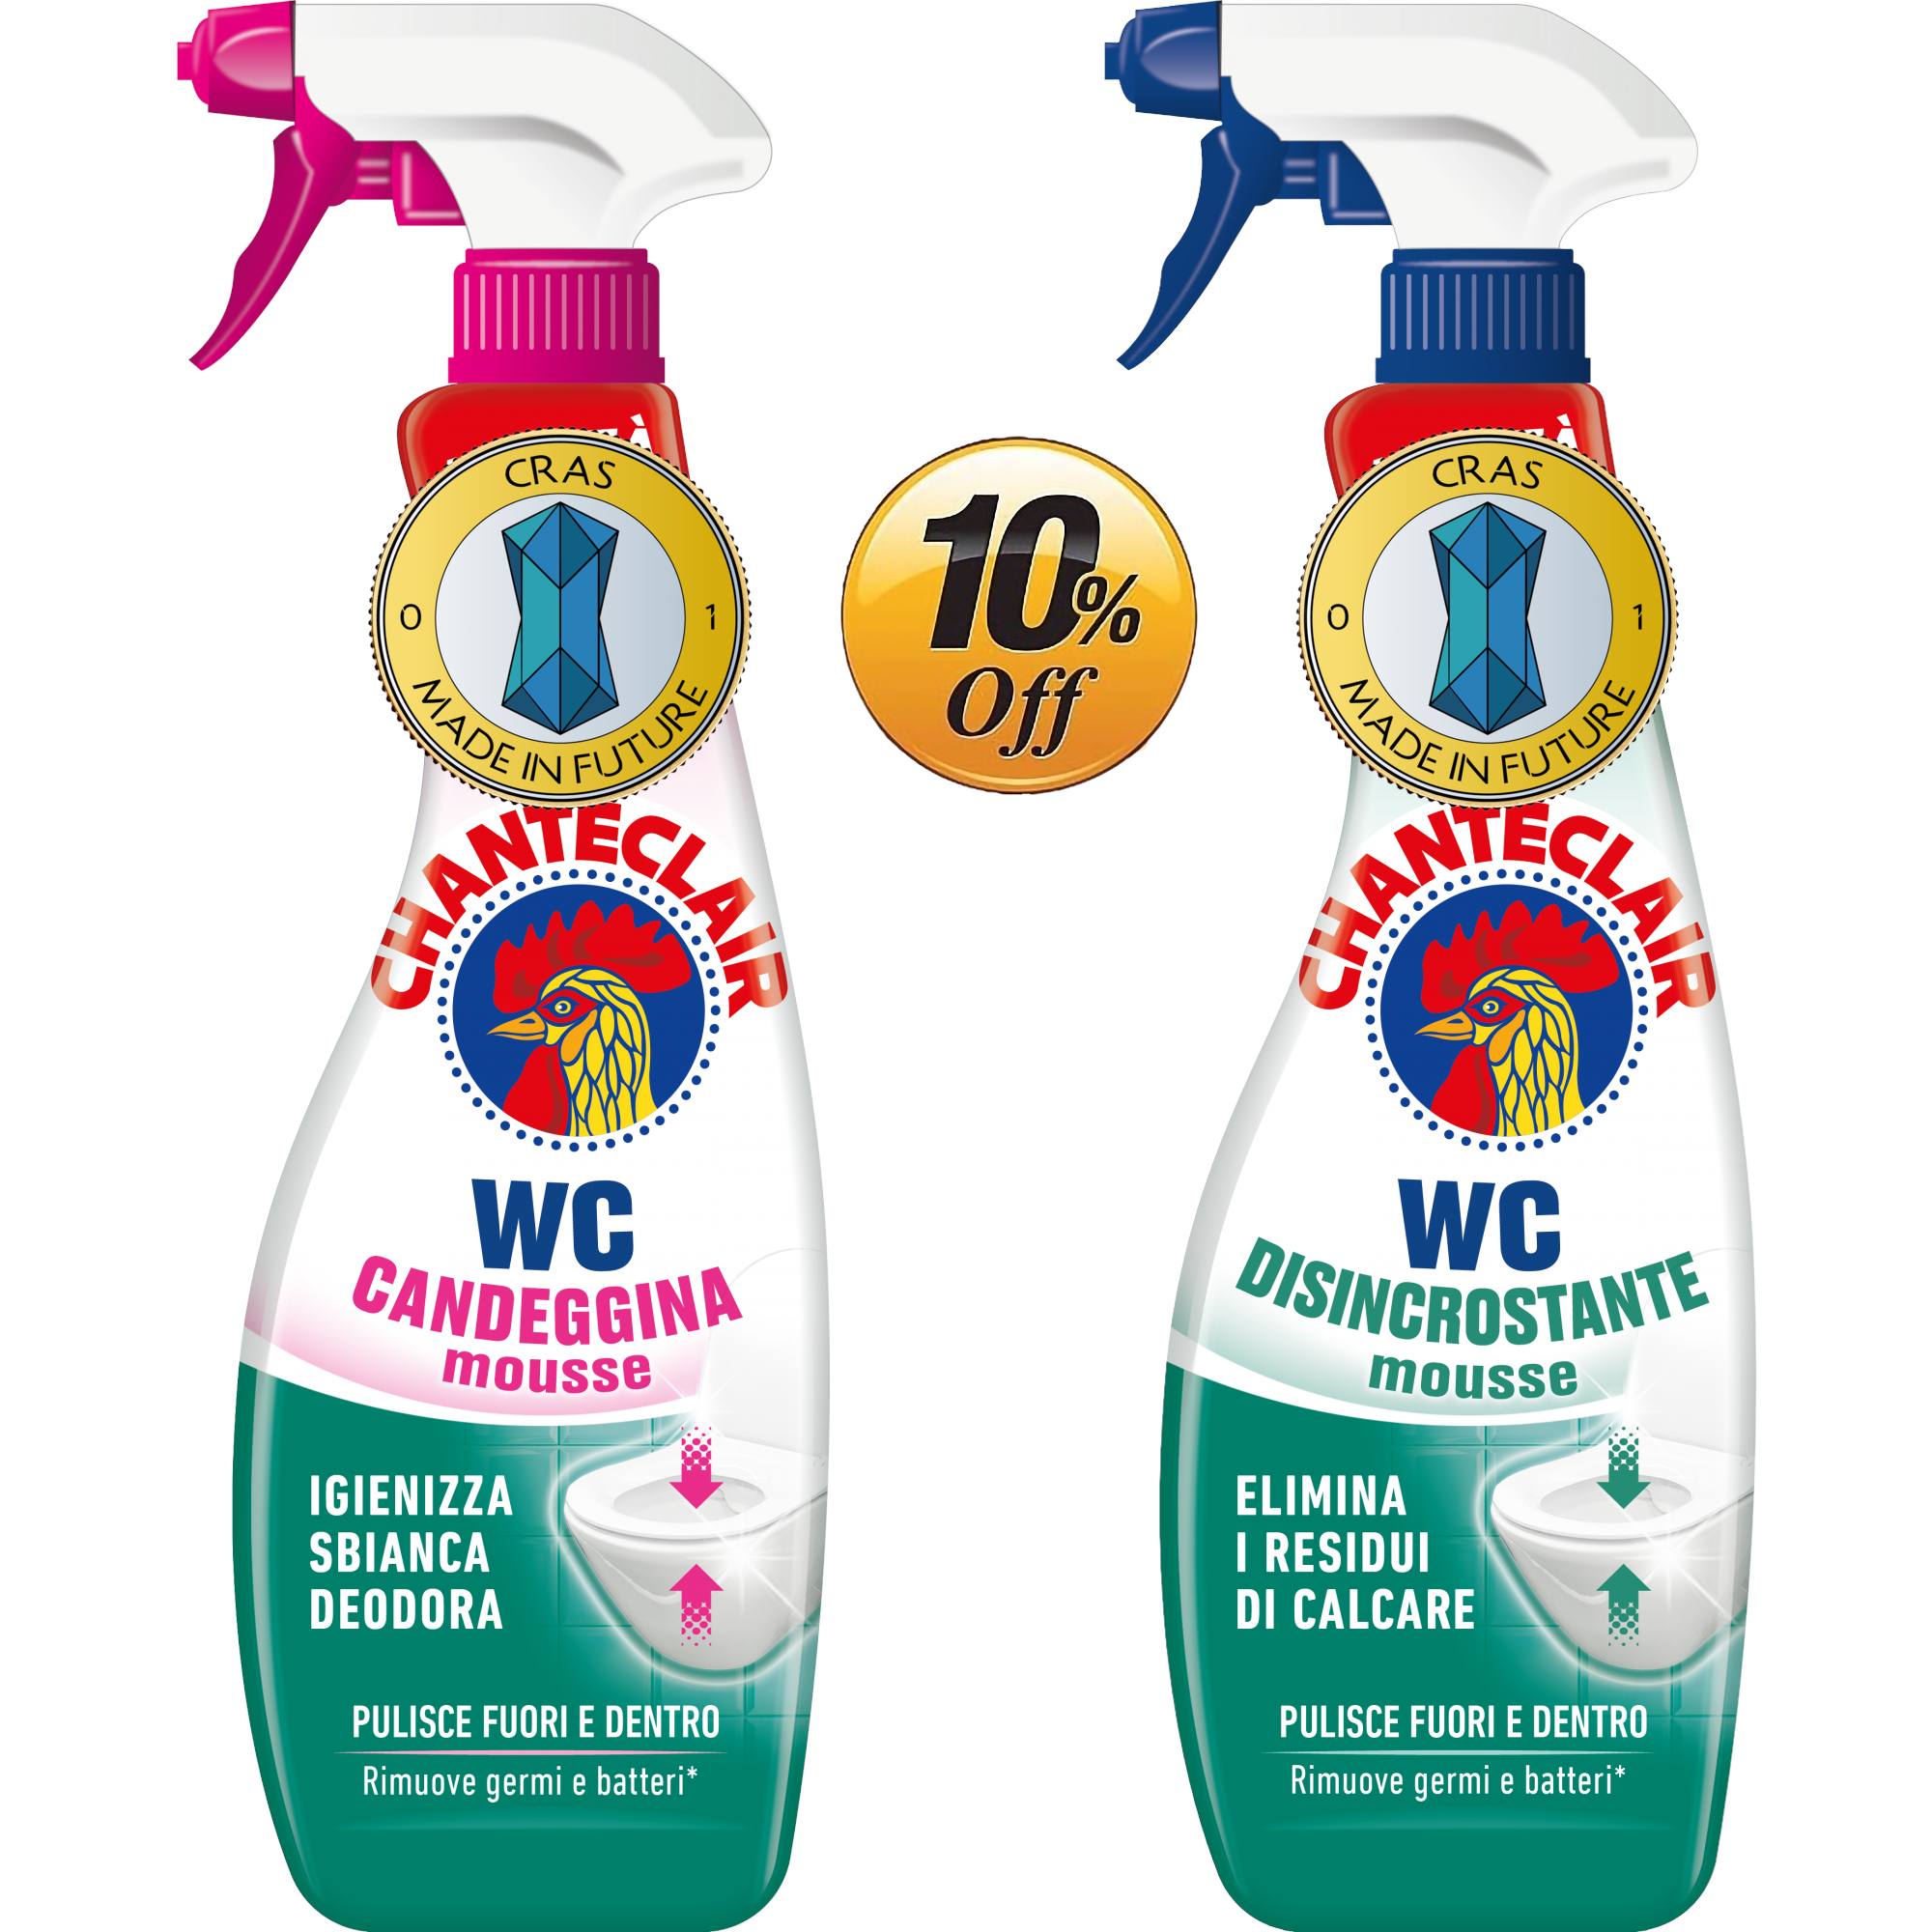 CRAS
0 1
MADE IN FUTURE
CHANTECLAIR
WC
CANDEGGINA
mousse
IGIENIZZA
SBIANCA
DEODORA
PULISCE FUORI E DENTRO
Rimuove germi e batteri*
10%
Off
CRAS
0 1
MADE IN FUTURE
CHANTECLAIR
WC
DISINCROSTANTE
mousse
ELIMINA
I RESIDUI
DI CALCARE
PULISCE FUORI E DENTRO
Rimuove germi e batteri*